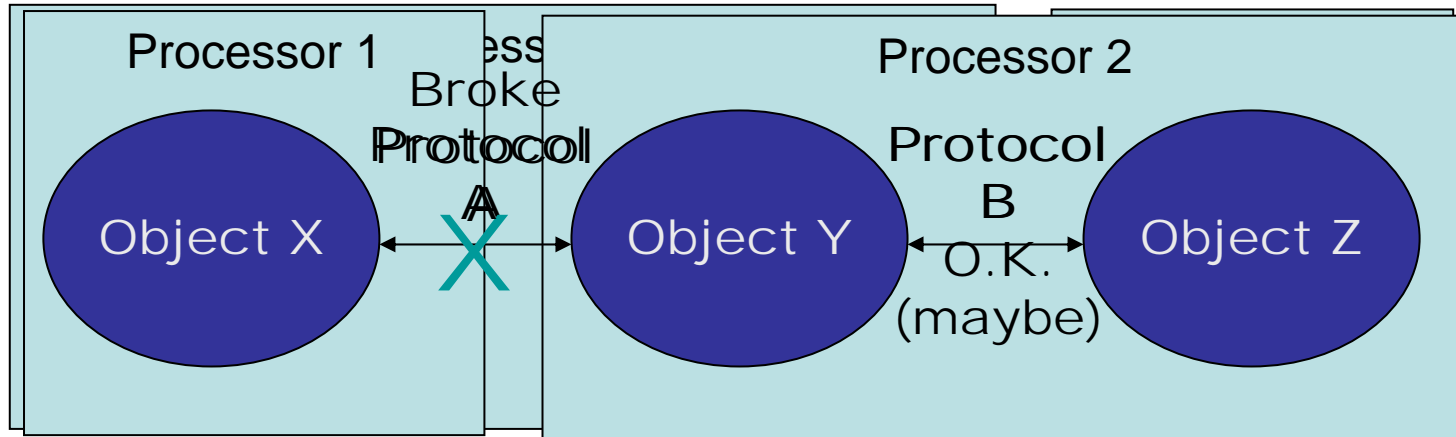 Processor 1
Processor 2
Broke
Protocol
A
X
Protocol
B
Object X
Object Y
Object Z
O.K.
(maybe)